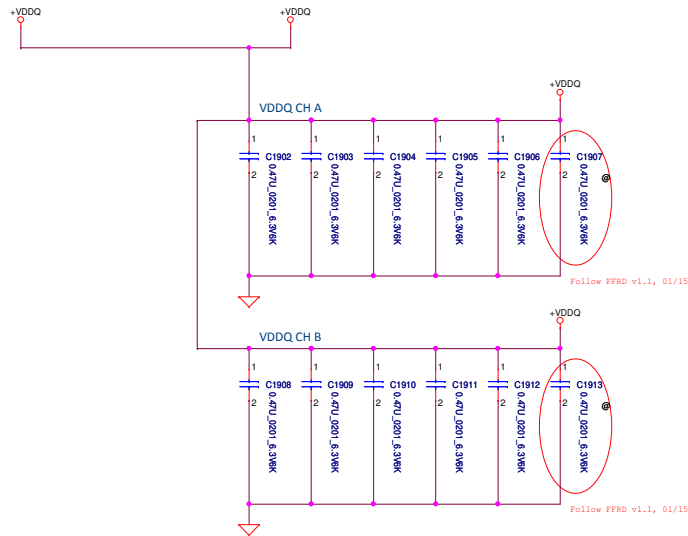 +VDDQ
+VDDQ
+VDDQ
VDDQ CH A
1
1
1
1
1
1
C1902
C1903
C1904
C1905
C1906
C1907
2
2
2
2
2
2
@
0.47U_0201_6.3V6K
0.47U_0201_6.3V6K
0.47U_0201_6.3V6K
0.47U_0201_6.3V6K
0.47U_0201_6.3V6K
0.47U_0201_6.3V6K
Follow FFRD v1.1, 01/15
+VDDQ
VDDQ CH B
1
1
1
1
1
1
C1908
C1909
C1910
C1911
C1912
C1913
2
2
2
2
2
2
@
0.47U_0201_6.3V6K
0.47U_0201_6.3V6K
0.47U_0201_6.3V6K
0.47U_0201_6.3V6K
0.47U_0201_6.3V6K
0.47U_0201_6.3V6K
Follow FFRD v1.1, 01/15